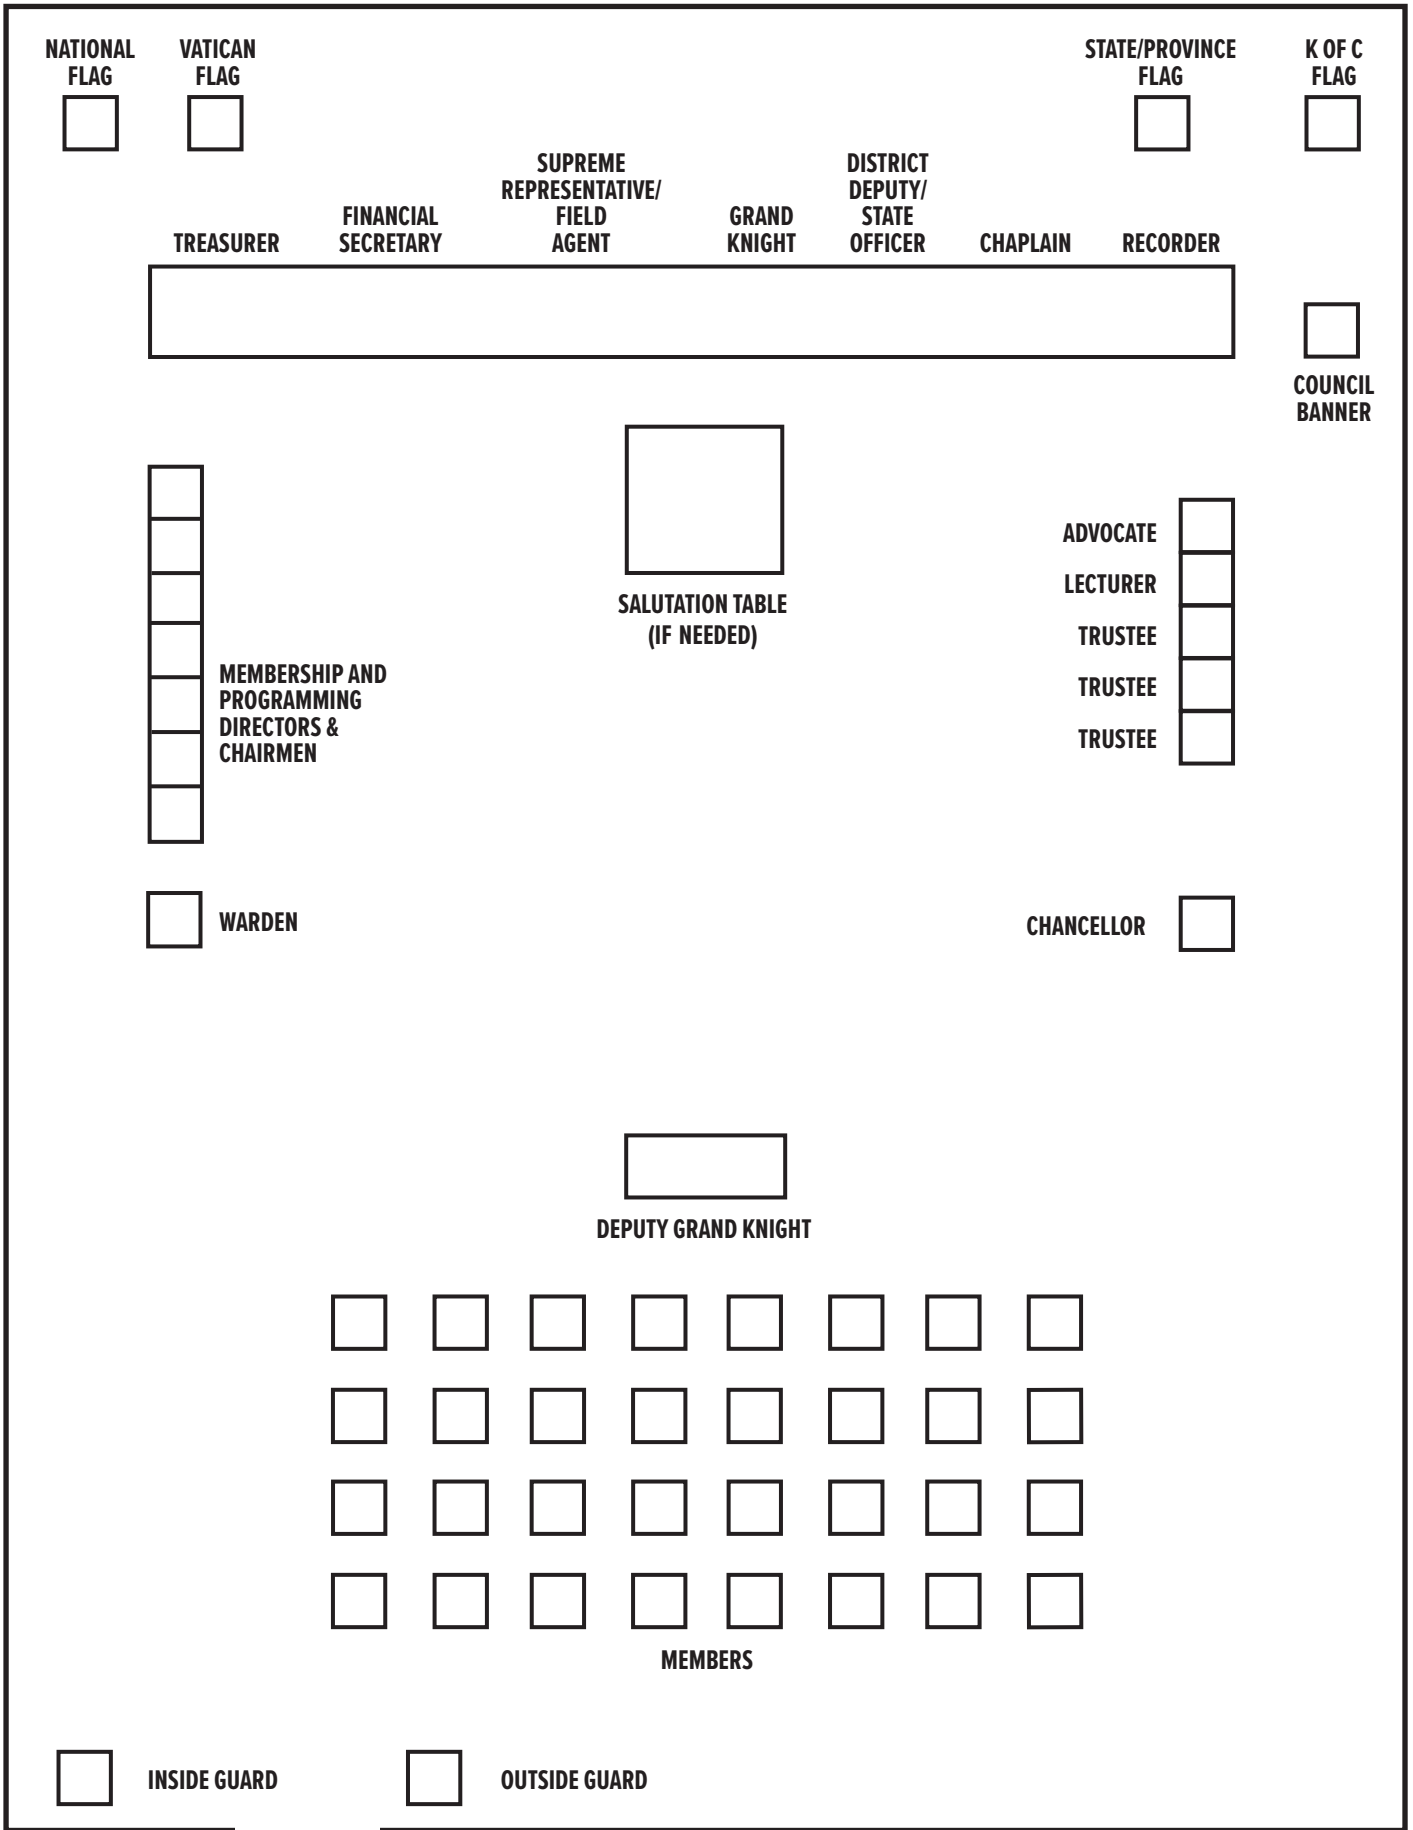 NATIONAL
FLAG
VATICAN
FLAG
STATE/PROVINCE
FLAG
K OF C
FLAG
TREASURER
FINANCIAL
SECRETARY
SUPREME
REPRESENTATIVE/
FIELD
AGENT
GRAND
KNIGHT
DISTRICT
DEPUTY/
STATE
OFFICER
CHAPLAIN
RECORDER
COUNCIL
BANNER
SALUTATION TABLE
(IF NEEDED)
MEMBERSHIP AND
PROGRAMMING
DIRECTORS &
CHAIRMEN
ADVOCATE
LECTURER
TRUSTEE
TRUSTEE
TRUSTEE
WARDEN
CHANCELLOR
DEPUTY GRAND KNIGHT
MEMBERS
INSIDE GUARD
OUTSIDE GUARD